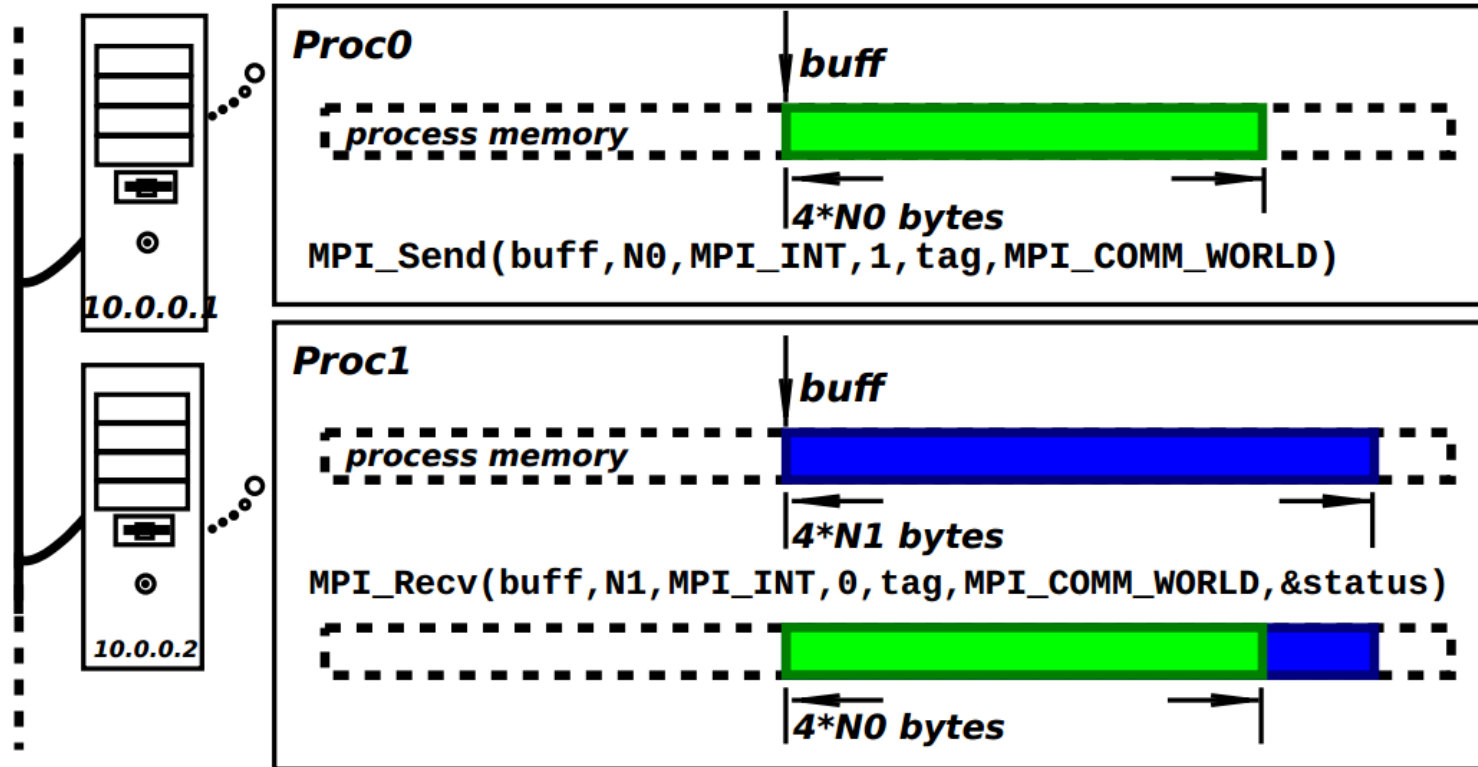 Proc0
buff
process memory
4*N0 bytes
MPI_Send(buff,N0,MPI_INT,1,tag,MPI_COMM_WORLD)
10.0.0.1
Proc1
buff
process memory
4*N1 bytes
MPI_Recv(buff,N1,MPI_INT,0,tag,MPI_COMM_WORLD,&status)
10.0.0.2
4*N0 bytes